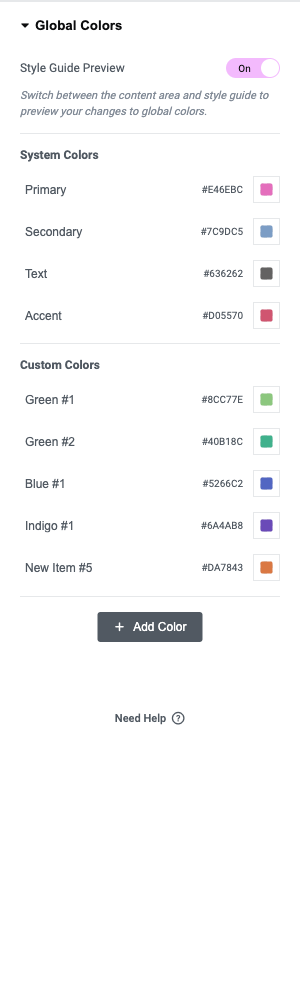 Global Colors
Style Guide Preview
On
Switch between the content area and style guide to
preview your changes to global colors.
System Colors
Primary #E46EBC
Secondary #7C9DC5
Text #636262
Accent #D05570
Custom Colors
Green #1 #8CC77E
Green #2 #40B18C
Blue #1 #5266C2
Indigo #1 #6A4AB8
New Item #5 #DA7843
+ Add Color
Need Help ?